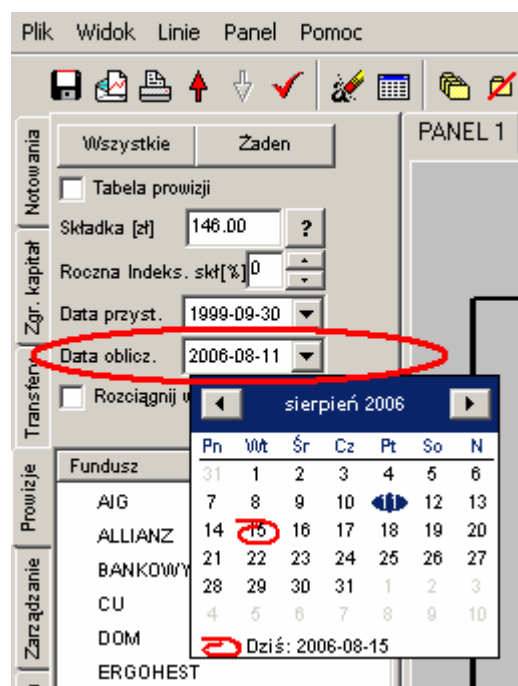 Plik Widok Linie Panel Pomoc
Notowania
Zgr. kapitał
Transfery
Prowizje
Zarządzanie
Wszystkie Żaden
PANEL 1
Tabela prowizji
Składka [zł] 146.00 ?
Roczna Indeks. skł[%] 0
Data przyst. 1999-09-30
Data oblicz. 2006-08-11
Rozciągnij
sierpień 2006
Pn Wt Śr Cz Pt So N
31 1 2 3 4 5 6
7 8 9 10 11 12 13
14 15 16 17 18 19 20
21 22 23 24 25 26 27
28 29 30 31 1 2 3
4 5 6 7 8 9 10
Dziś: 2006-08-15
Fundusz
AIG
ALLIANZ
BANKOWY
CU
DOM
ERGOHEST